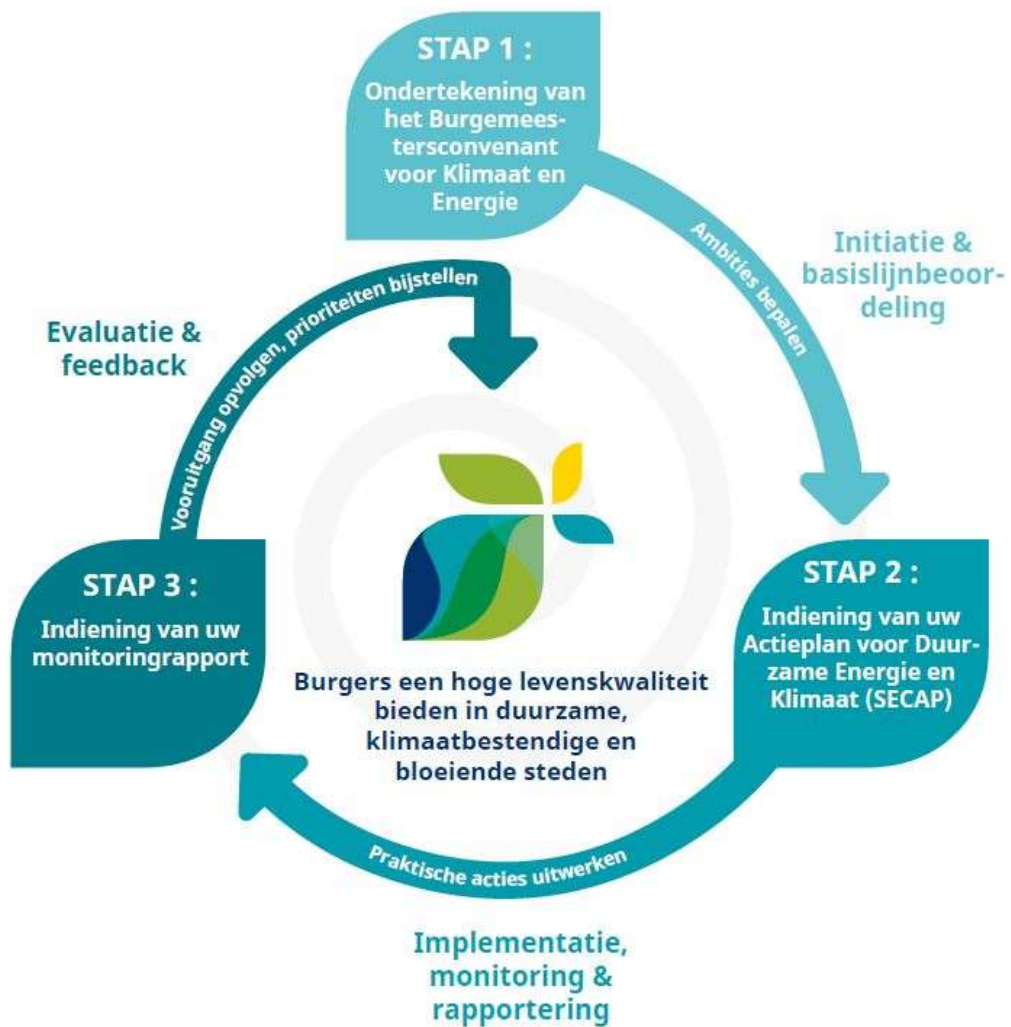 STAP 1 :
Ondertekening van
het Burgemees-
tersconvenant
voor Klimaat en
Energie
Ambities bepalen
Initiatie &
basislijnbeoor-
deling
STAP 2 :
Indiening van uw
Actieplan voor Duur-
zame Energie en
Klimaat (SECAP)
Praktische acties uitwerken
Implementatie,
monitoring &
rapportering
STAP 3 :
Indiening van uw
monitoringrapport
Vooruitgang opvolgen, prioriteiten bijstellen
Evaluatie &
feedback
Burgers een hoge levenskwaliteit
bieden in duurzame,
klimaatbestendige en
bloeiende steden